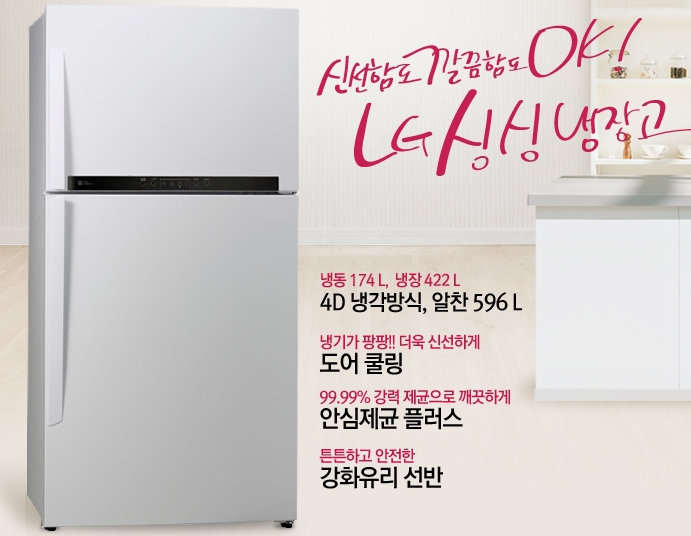 신선함도 깔끔함도 OK!
LG 싱싱 냉장고
냉동 174 L, 냉장 422 L
4D 냉각방식, 알찬 596 L
냉기가 팡팡!! 더욱 신선하게
도어 쿨링
99.99% 강력 제균으로 깨끗하게
안심제균 플러스
튼튼하고 안전한
강화유리 선반